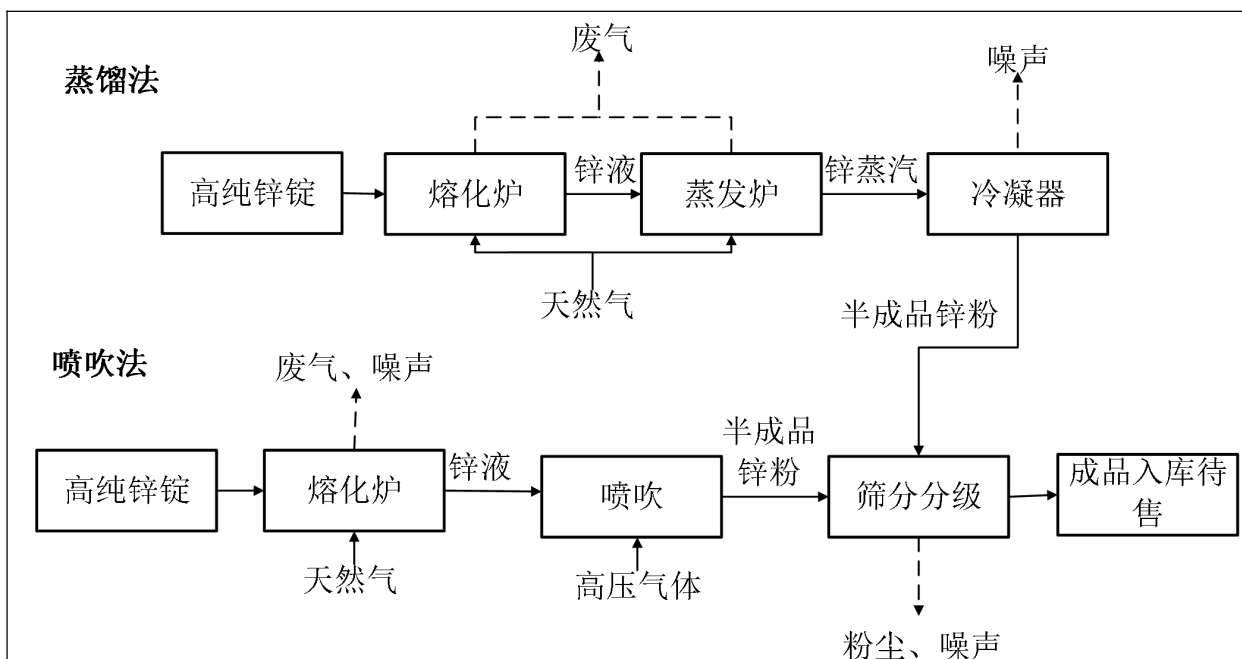 废气
噪声
蒸馏法
高纯锌锭
熔化炉
锌液
蒸发炉
锌蒸汽
冷凝器
天然气
半成品锌粉
喷吹法
废气、噪声
高纯锌锭
熔化炉
锌液
喷吹
半成品
锌粉
筛分分级
成品入库待
售
天然气
高压气体
粉尘、噪声